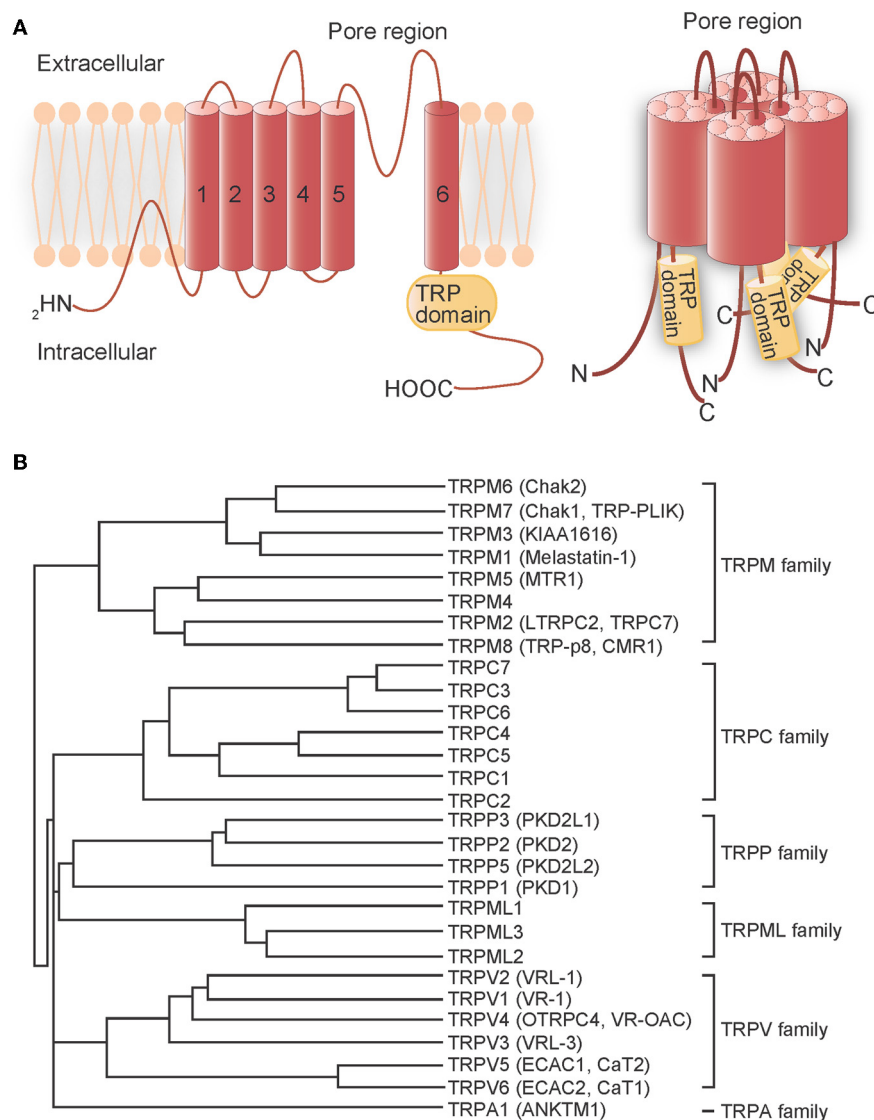 A
Pore region
Extracellular
1 2 3 4 5 6
TRP
domain
₂HN
Intracellular
HOOC
Pore region
TRP
domain
TRP
domain
TRP
domain
C
C
N
N
N
C
C
B
TRPM6 (Chak2)
TRPM7 (Chak1, TRP-PLIK)
TRPM3 (KIAA1616)
TRPM1 (Melastatin-1)
TRPM5 (MTR1)
TRPM4
TRPM2 (LTRPC2, TRPC7)
TRPM8 (TRP-p8, CMR1)
TRPM family
TRPC7
TRPC3
TRPC6
TRPC4
TRPC5
TRPC1
TRPC2
TRPC family
TRPP3 (PKD2L1)
TRPP2 (PKD2)
TRPP5 (PKD2L2)
TRPP1 (PKD1)
TRPP family
TRPML1
TRPML3
TRPML2
TRPML family
TRPV2 (VRL-1)
TRPV1 (VR-1)
TRPV4 (OTRPC4, VR-OAC)
TRPV3 (VRL-3)
TRPV5 (ECAC1, CaT2)
TRPV6 (ECAC2, CaT1)
TRPV family
TRPA1 (ANKTM1)
TRPA family